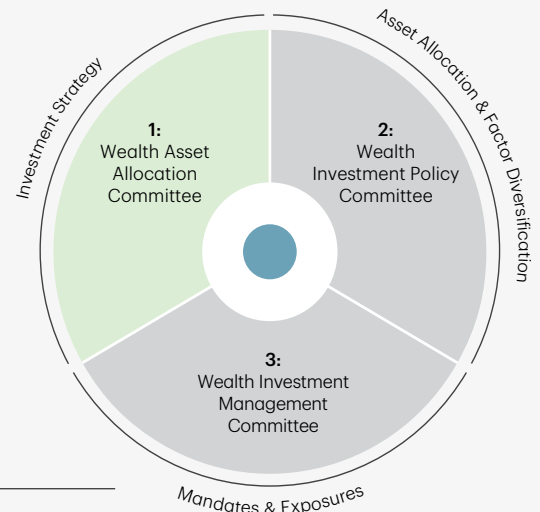 Investment Strategy
Asset Allocation & Factor Diversification
1:
Wealth Asset
Allocation
Committee
2:
Wealth
Investment Policy
Committee
3:
Wealth Investment
Management
Committee
Mandates & Exposures